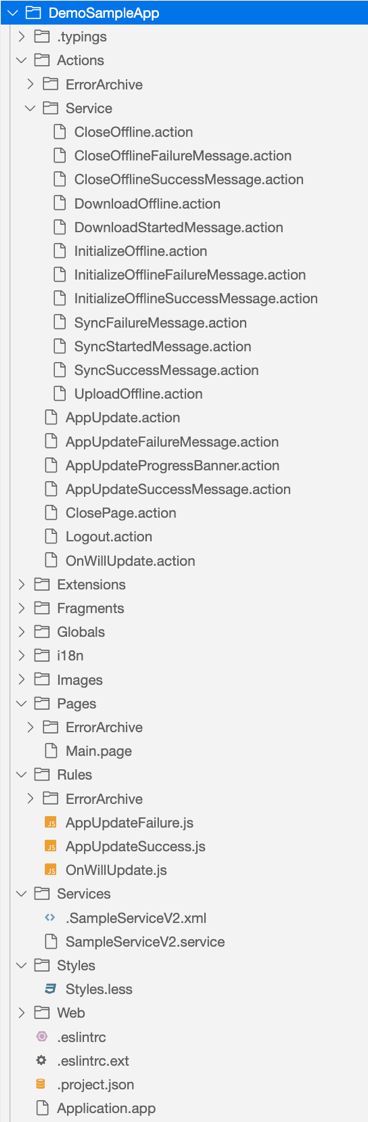 DemoSampleApp
.typings
Actions
ErrorArchive
Service
CloseOffline.action
CloseOfflineFailureMessage.action
CloseOfflineSuccessMessage.action
DownloadOffline.action
DownloadStartedMessage.action
InitializeOffline.action
InitializeOfflineFailureMessage.action
InitializeOfflineSuccessMessage.action
SyncFailureMessage.action
SyncStartedMessage.action
SyncSuccessMessage.action
UploadOffline.action
AppUpdate.action
AppUpdateFailureMessage.action
AppUpdateProgressBanner.action
AppUpdateSuccessMessage.action
ClosePage.action
Logout.action
OnWillUpdate.action
Extensions
Fragments
Globals
i18n
Images
Pages
ErrorArchive
Main.page
Rules
ErrorArchive
AppUpdateFailure.js
AppUpdateSuccess.js
OnWillUpdate.js
Services
.SampleServiceV2.xml
SampleServiceV2.service
Styles
Styles.less
Web
.eslintrc
.eslintrc.ext
.project.json
Application.app